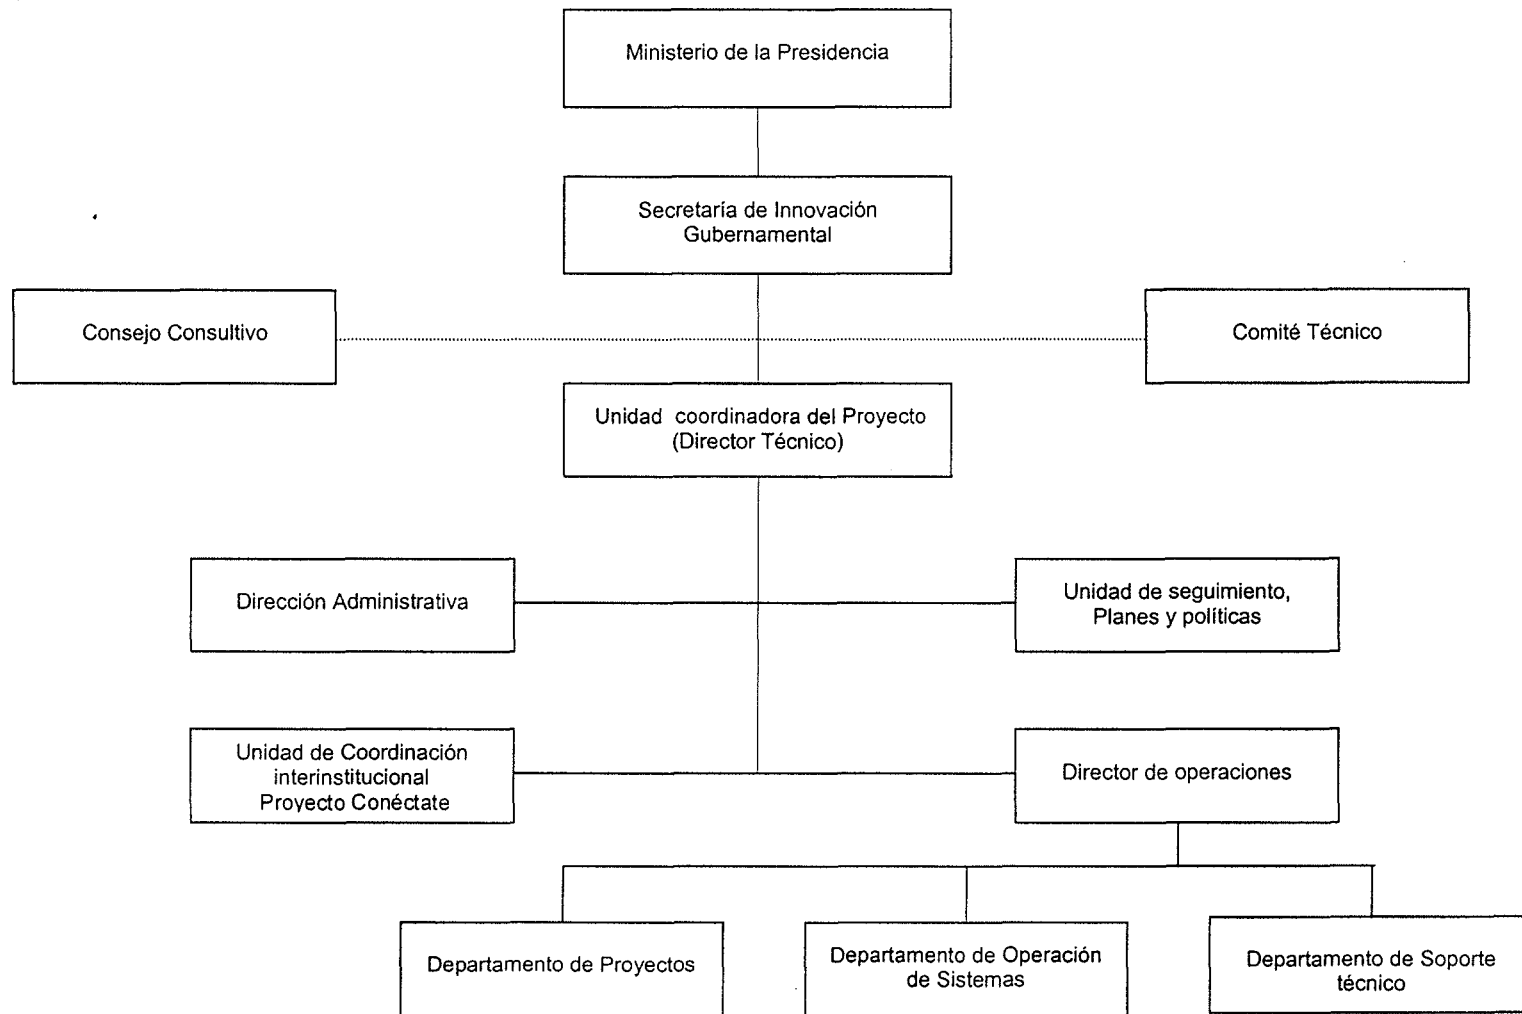 Ministerio de la Presidencia
Secretaría de Innovación
Gubernamental
Consejo Consultivo
Comité Técnico
Unidad coordinadora del Proyecto
(Director Técnico)
Dirección Administrativa
Unidad de seguimiento,
Planes y políticas
Unidad de Coordinación
interinstitucional
Proyecto Conéctate
Director de operaciones
Departamento de Proyectos
Departamento de Operación
de Sistemas
Departamento de Soporte
técnico